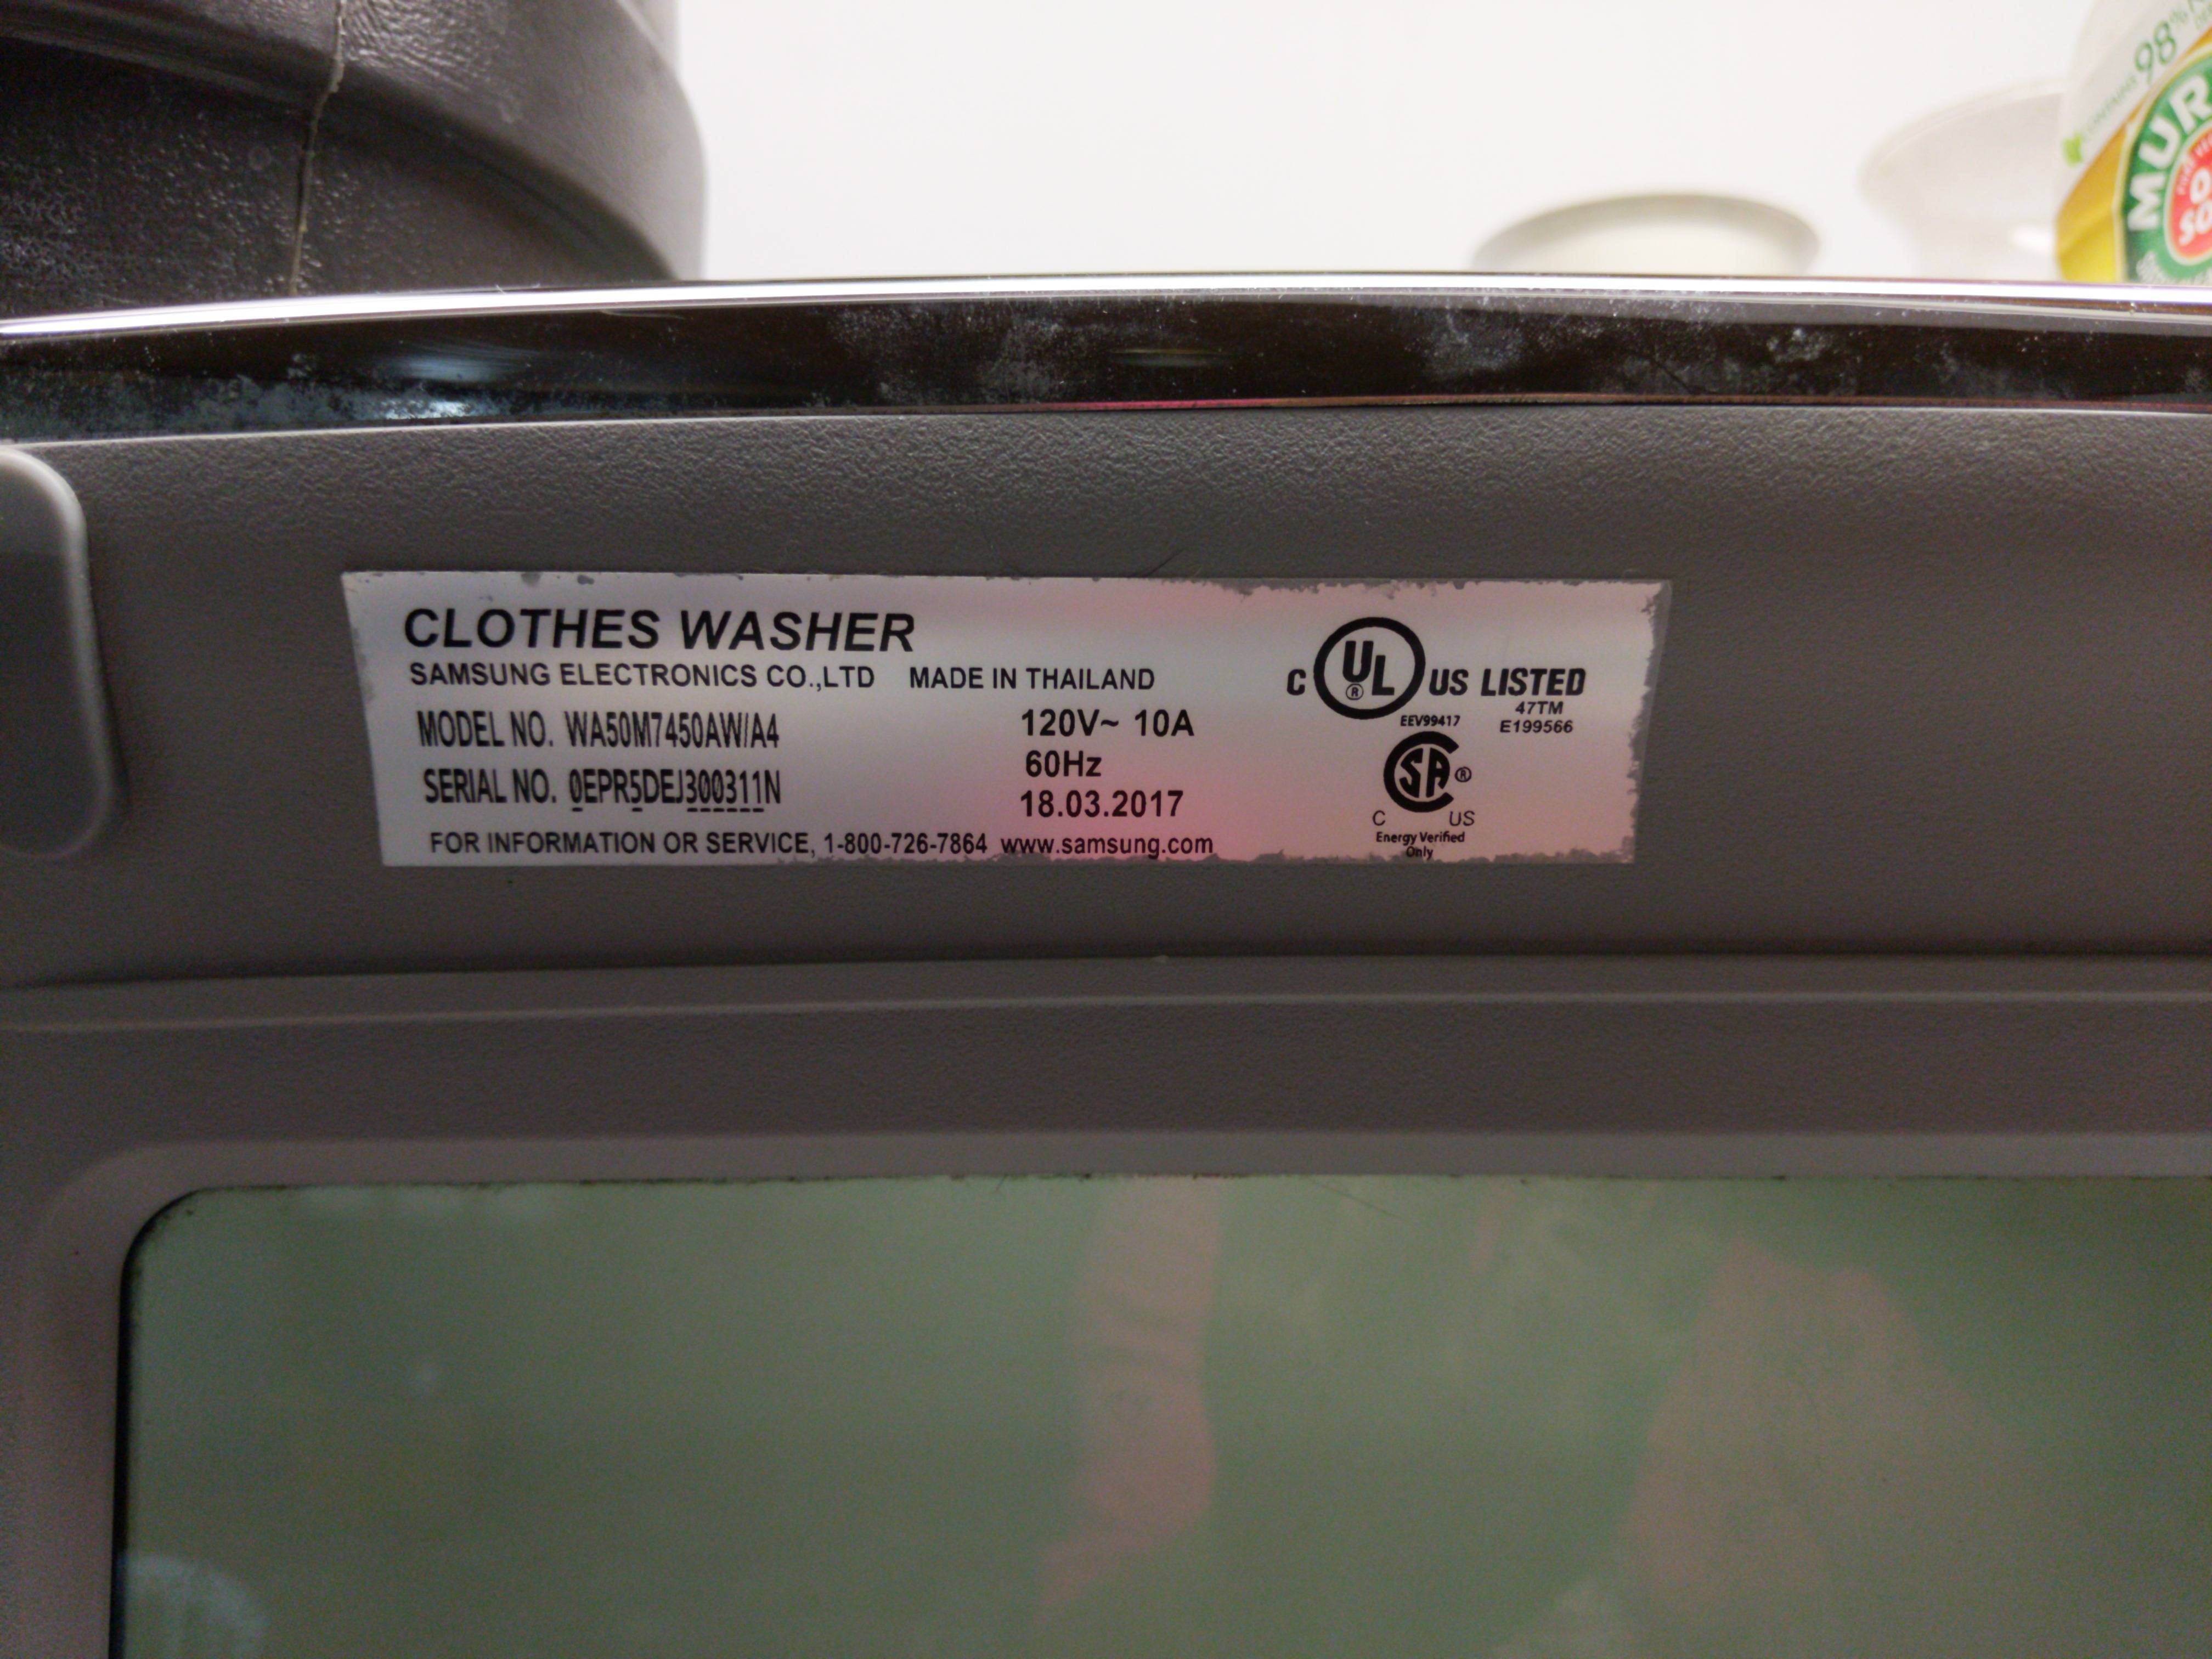 98%
MUR
CLOTHES WASHER
SAMSUNG ELECTRONICS CO.,LTD MADE IN THAILAND
MODEL NO. WA50M7450AW/A4 120V~ 10A
60Hz
SERIAL NO. 0EPR5DEJ300311N 18.03.2017
FOR INFORMATION OR SERVICE, 1-800-726-7864 www.samsung.com
C UL ® US LISTED
47TM
EEV99417 E199566
SA ®
C US
Energy Verified
Only